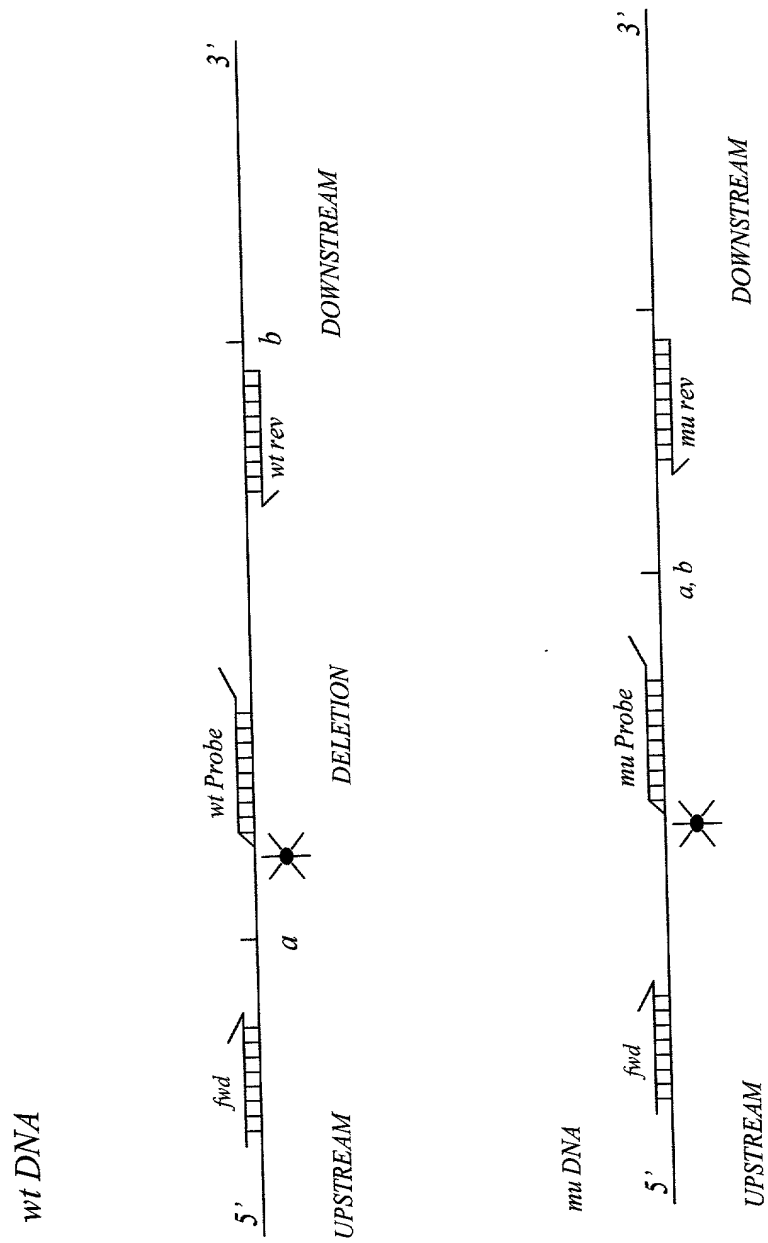 wt DNA
fwd
wt Probe
5’
3’
a
wt rev
b
UPSTREAM
DELETION
DOWNSTREAM
mu DNA
fwd
mu Probe
5’
3’
a, b
mu rev
UPSTREAM
DOWNSTREAM